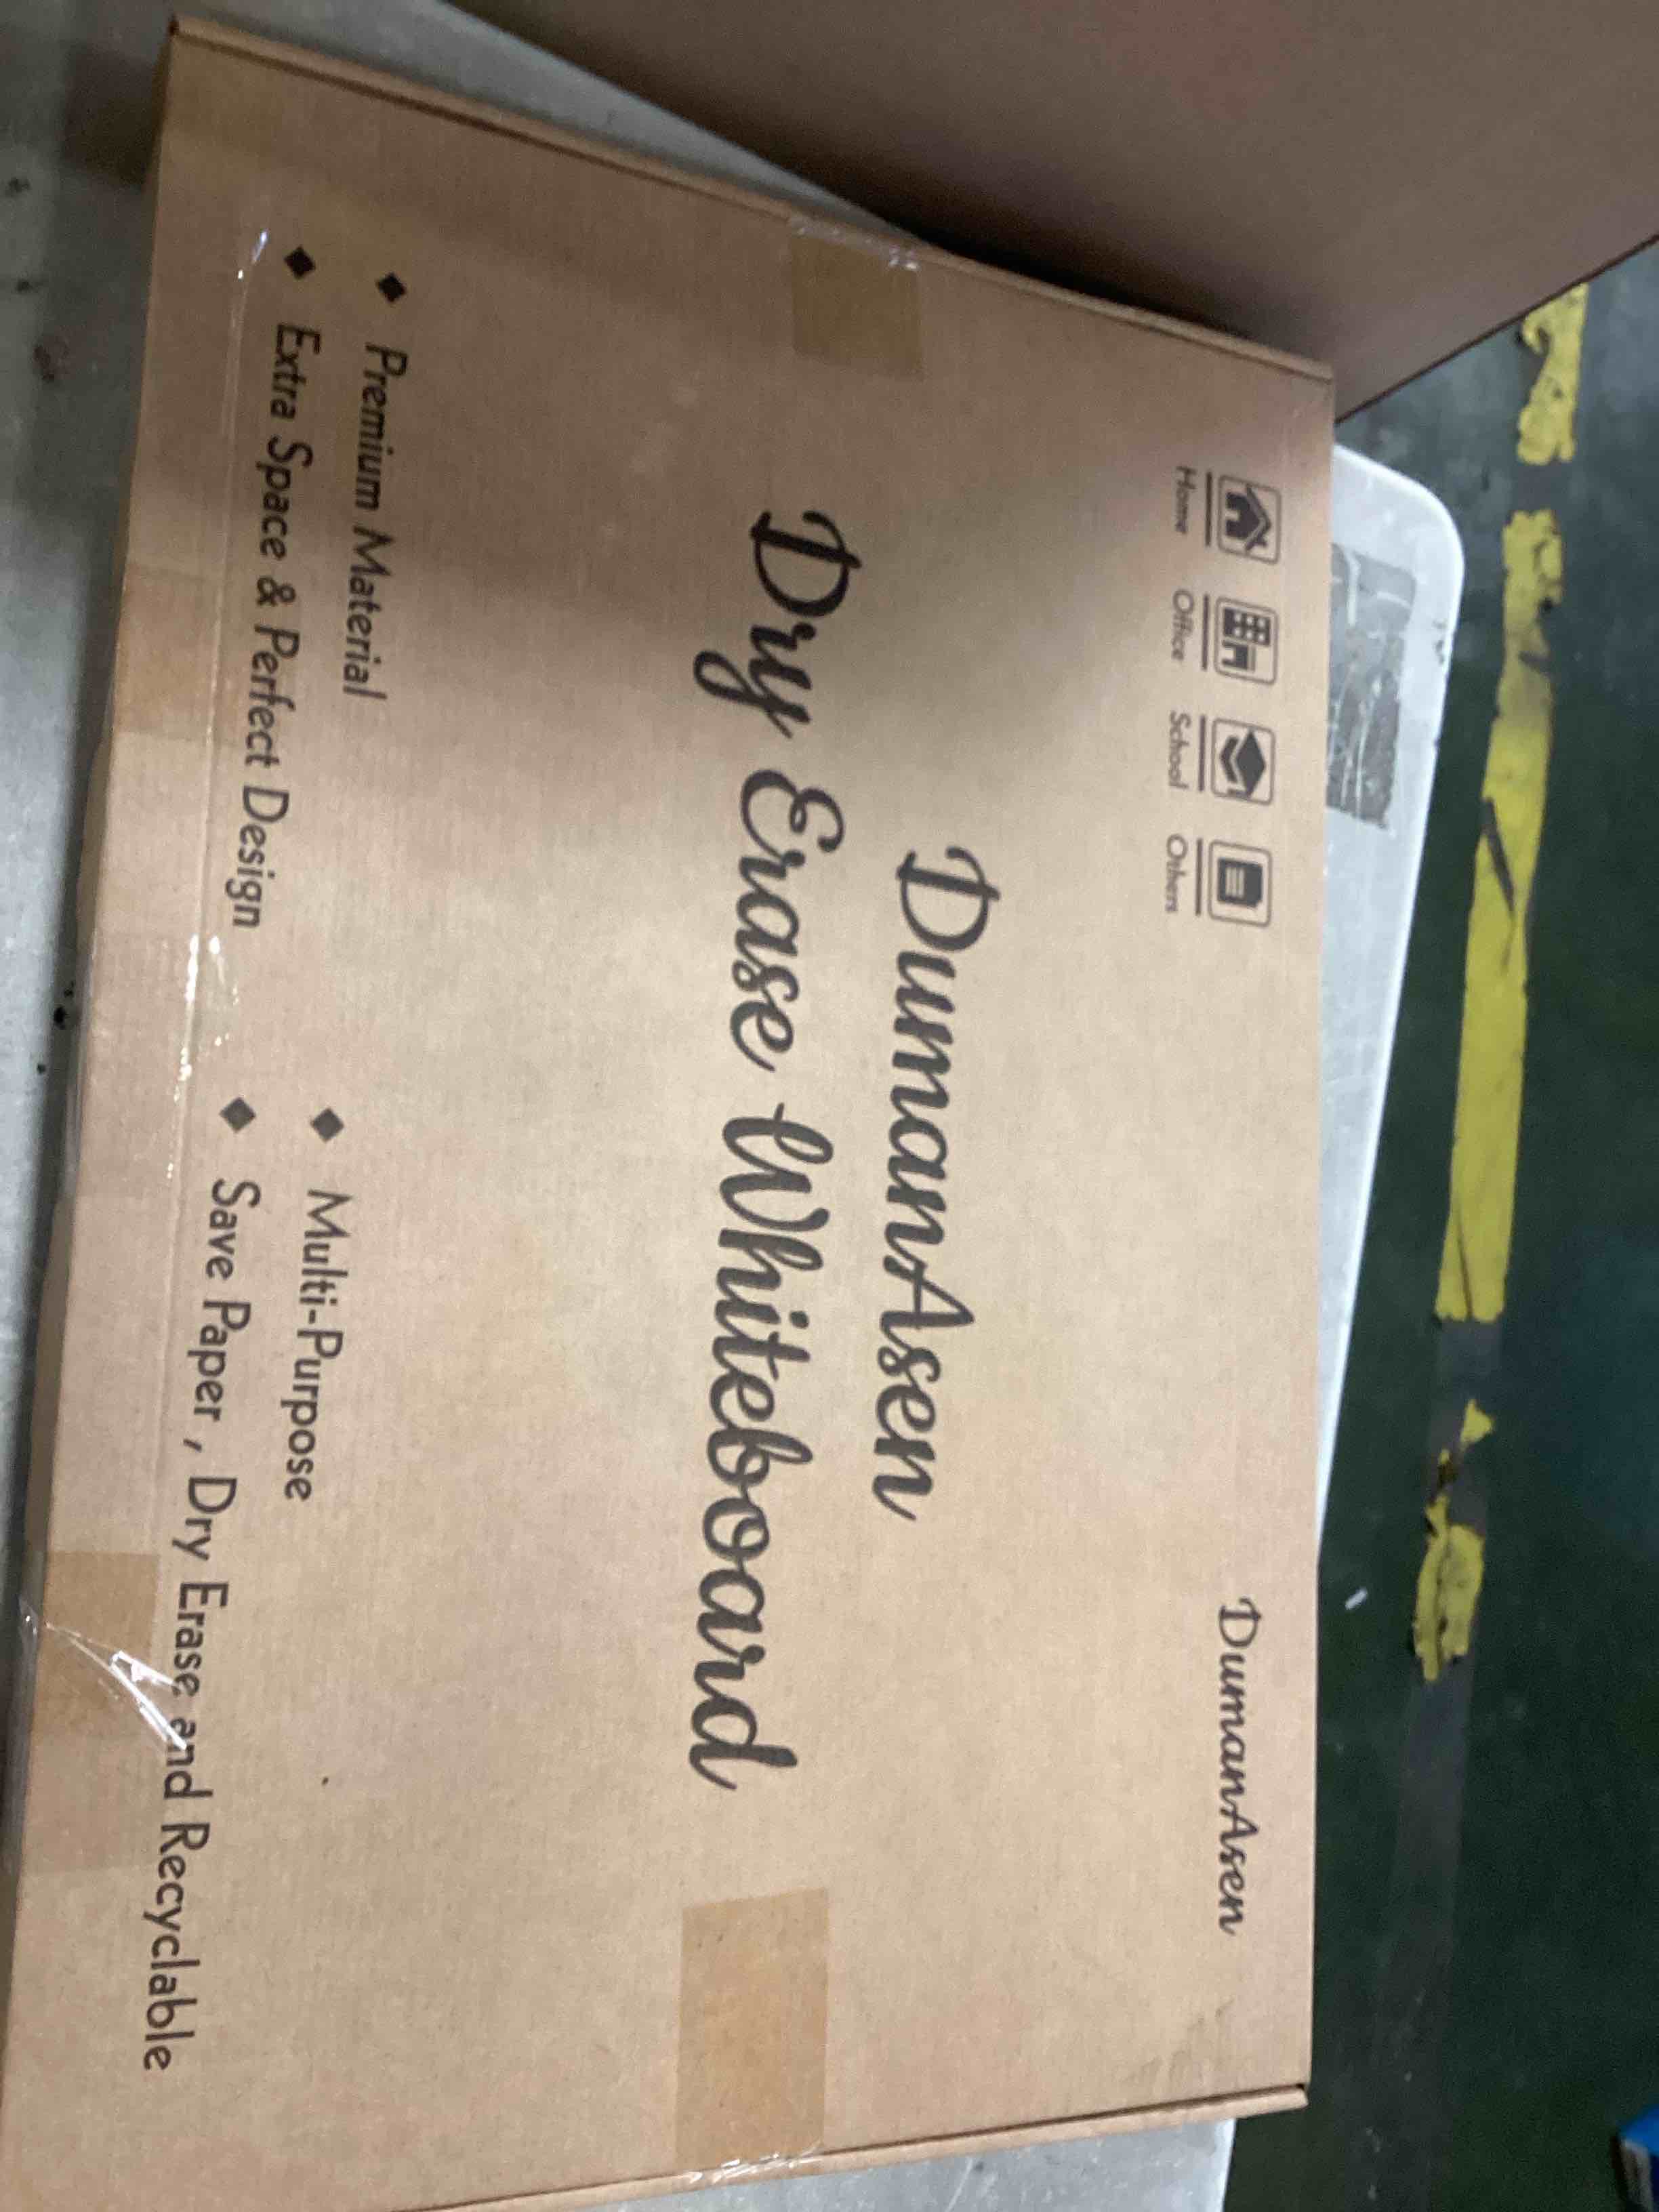 Home Office School Others
DumanAsen
DumanAsen
Dry Erase Whiteboard
◆ Premium Material
◆ Multi-Purpose
◆ Extra Space & Perfect Design
◆ Save Paper , Dry Erase and Recyclable